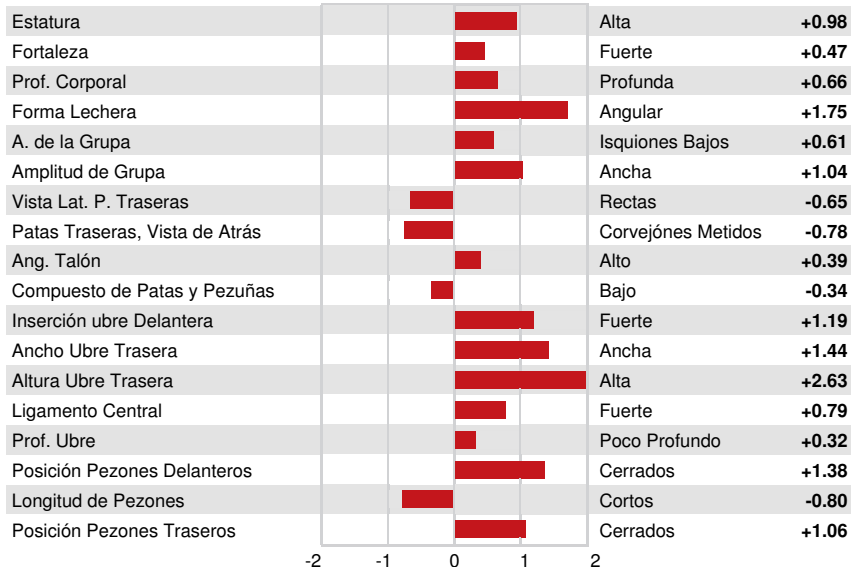 Estatura Alta +0.98
Fortaleza Fuerte +0.47
Prof. Corporal Profunda +0.66
Forma Lechera Angular +1.75
A. de la Grupa Isquiones Bajos +0.61
Amplitud de Grupa Ancha +1.04
Vista Lat. P. Traseras Rectas -0.65
Patas Traseras, Vista de Atrás Corvejónes Metidos -0.78
Ang. Talón Alto +0.39
Compuesto de Patas y Pezuñas Bajo -0.34
Inserción ubre Delantera Fuerte +1.19
Ancho Ubre Trasera Ancha +1.44
Altura Ubre Trasera Alta +2.63
Ligamento Central Fuerte +0.79
Prof. Ubre Poco Profundo +0.32
Posición Pezones Delanteros Cerrados +1.38
Longitud de Pezones Cortos -0.80
Posición Pezones Traseros Cerrados +1.06
-2 -1 0 1 2